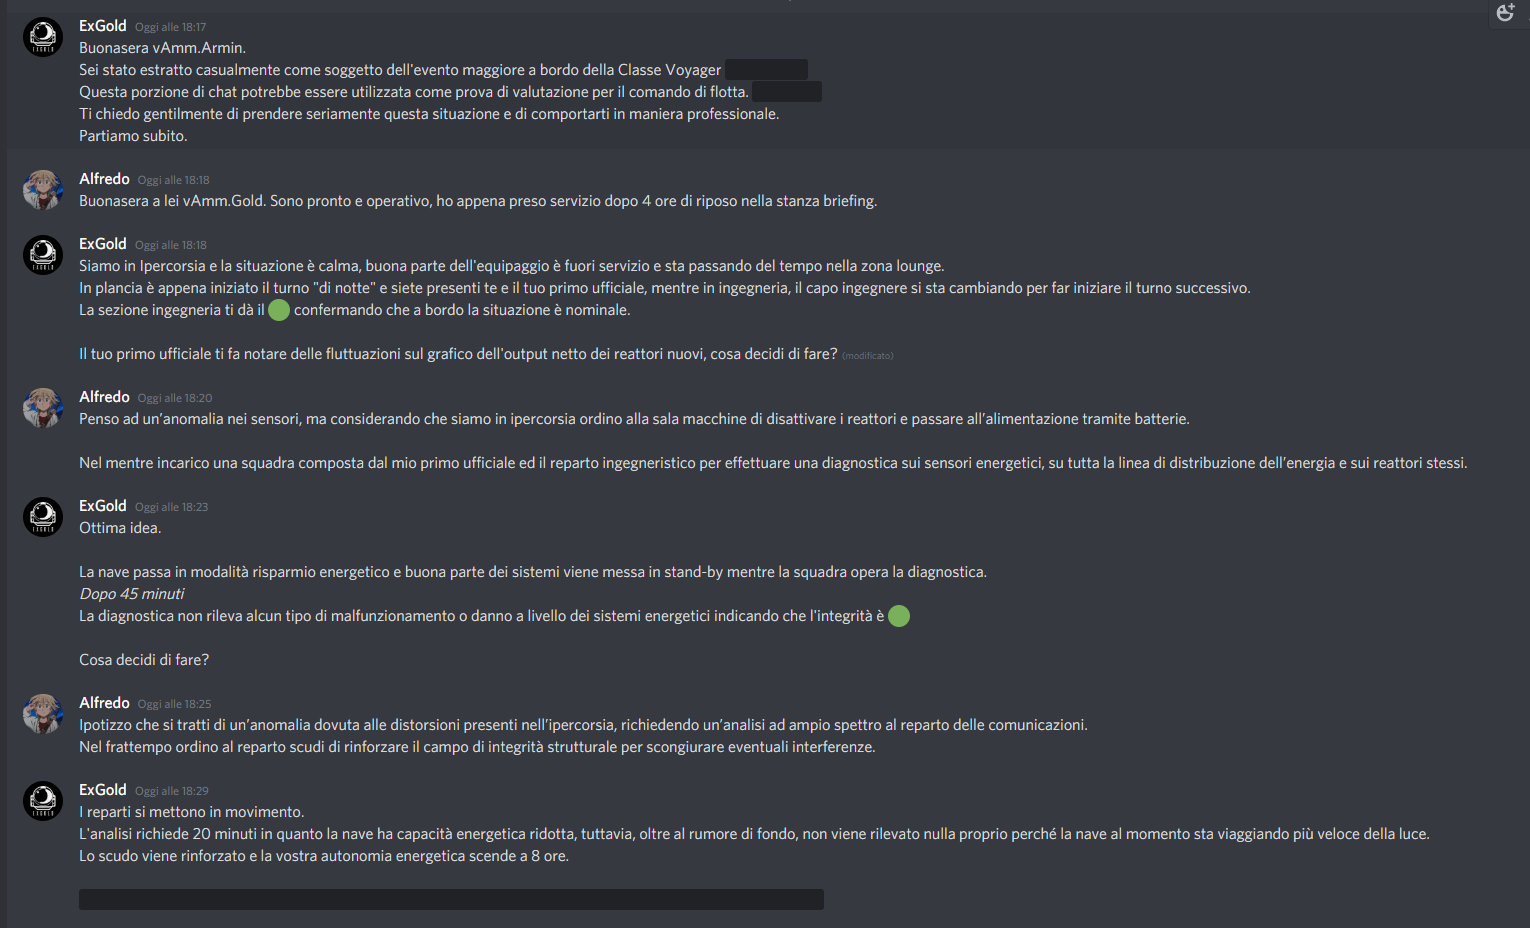 ExGold Oggi alle 18:17
Buonasera vAmm.Armin.
Sei stato estratto casualmente come soggetto dell'evento maggiore a bordo della Classe Voyager
Questa porzione di chat potrebbe essere utilizzata come prova di valutazione per il comando di flotta.
Ti chiedo gentilmente di prendere seriamente questa situazione e di comportarti in maniera professionale.
Partiamo subito.
Alfredo Oggi alle 18:18
Buonasera a lei vAmm.Gold. Sono pronto e operativo, ho appena preso servizio dopo 4 ore di riposo nella stanza briefing.
ExGold Oggi alle 18:18
Siamo in Ipercorsia e la situazione è calma, buona parte dell'equipaggio è fuori servizio e sta passando del tempo nella zona lounge.
In plancia è appena iniziato il turno "di notte" e siete presenti te e il tuo primo ufficiale, mentre in ingegneria, il capo ingegnere si sta cambiando per far iniziare il turno successivo.
La sezione ingegneria ti dà il confermando che a bordo la situazione è nominale.
Il tuo primo ufficiale ti fa notare delle fluttuazioni sul grafico dell'output netto dei reattori nuovi, cosa decidi di fare? (modificato)
Alfredo Oggi alle 18:20
Penso ad un’anomalia nei sensori, ma considerando che siamo in ipercorsia ordino alla sala macchine di disattivare i reattori e passare all’alimentazione tramite batterie.
Nel mentre incarico una squadra composta dal mio primo ufficiale ed il reparto ingegneristico per effettuare una diagnostica sui sensori energetici, su tutta la linea di distribuzione dell’energia e sui reattori stessi.
ExGold Oggi alle 18:23
Ottima idea.
La nave passa in modalità risparmio energetico e buona parte dei sistemi viene messa in stand-by mentre la squadra opera la diagnostica.
Dopo 45 minuti
La diagnostica non rileva alcun tipo di malfunzionamento o danno a livello dei sistemi energetici indicando che l'integrità è
Cosa decidi di fare?
Alfredo Oggi alle 18:25
Ipotizzo che si tratti di un’anomalia dovuta alle distorsioni presenti nell’ipercorsia, richiedendo un’analisi ad ampio spettro al reparto delle comunicazioni.
Nel frattempo ordino al reparto scudi di rinforzare il campo di integrità strutturale per scongiurare eventuali interferenze.
ExGold Oggi alle 18:29
I reparti si mettono in movimento.
L'analisi richiede 20 minuti in quanto la nave ha capacità energetica ridotta, tuttavia, oltre al rumore di fondo, non viene rilevato nulla proprio perché la nave al momento sta viaggiando più veloce della luce.
Lo scudo viene rinforzato e la vostra autonomia energetica scende a 8 ore.